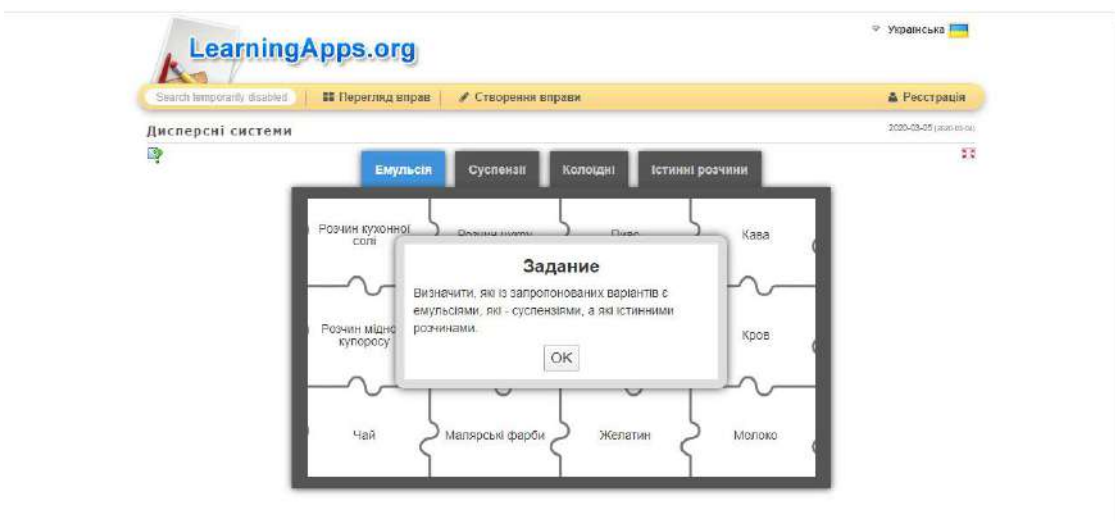 Українська
LearningApps.org
Search temporarily disabled
Перегляд вправ
Створення вправи
Реєстрація
Дисперсні системи
2020-03-05
Емульсія
Суспензії
Колоїдні
Істинні розчини
Розчин кухонної
солі
Кава
Задание
Визначити, які із запропонованих варіантів є
емульсіями, які - суспензіями, а які істинними
розчинами.
OK
Розчин мідно
купоросу
Кров
Чай
Малярські фарби
Желатин
Молоко